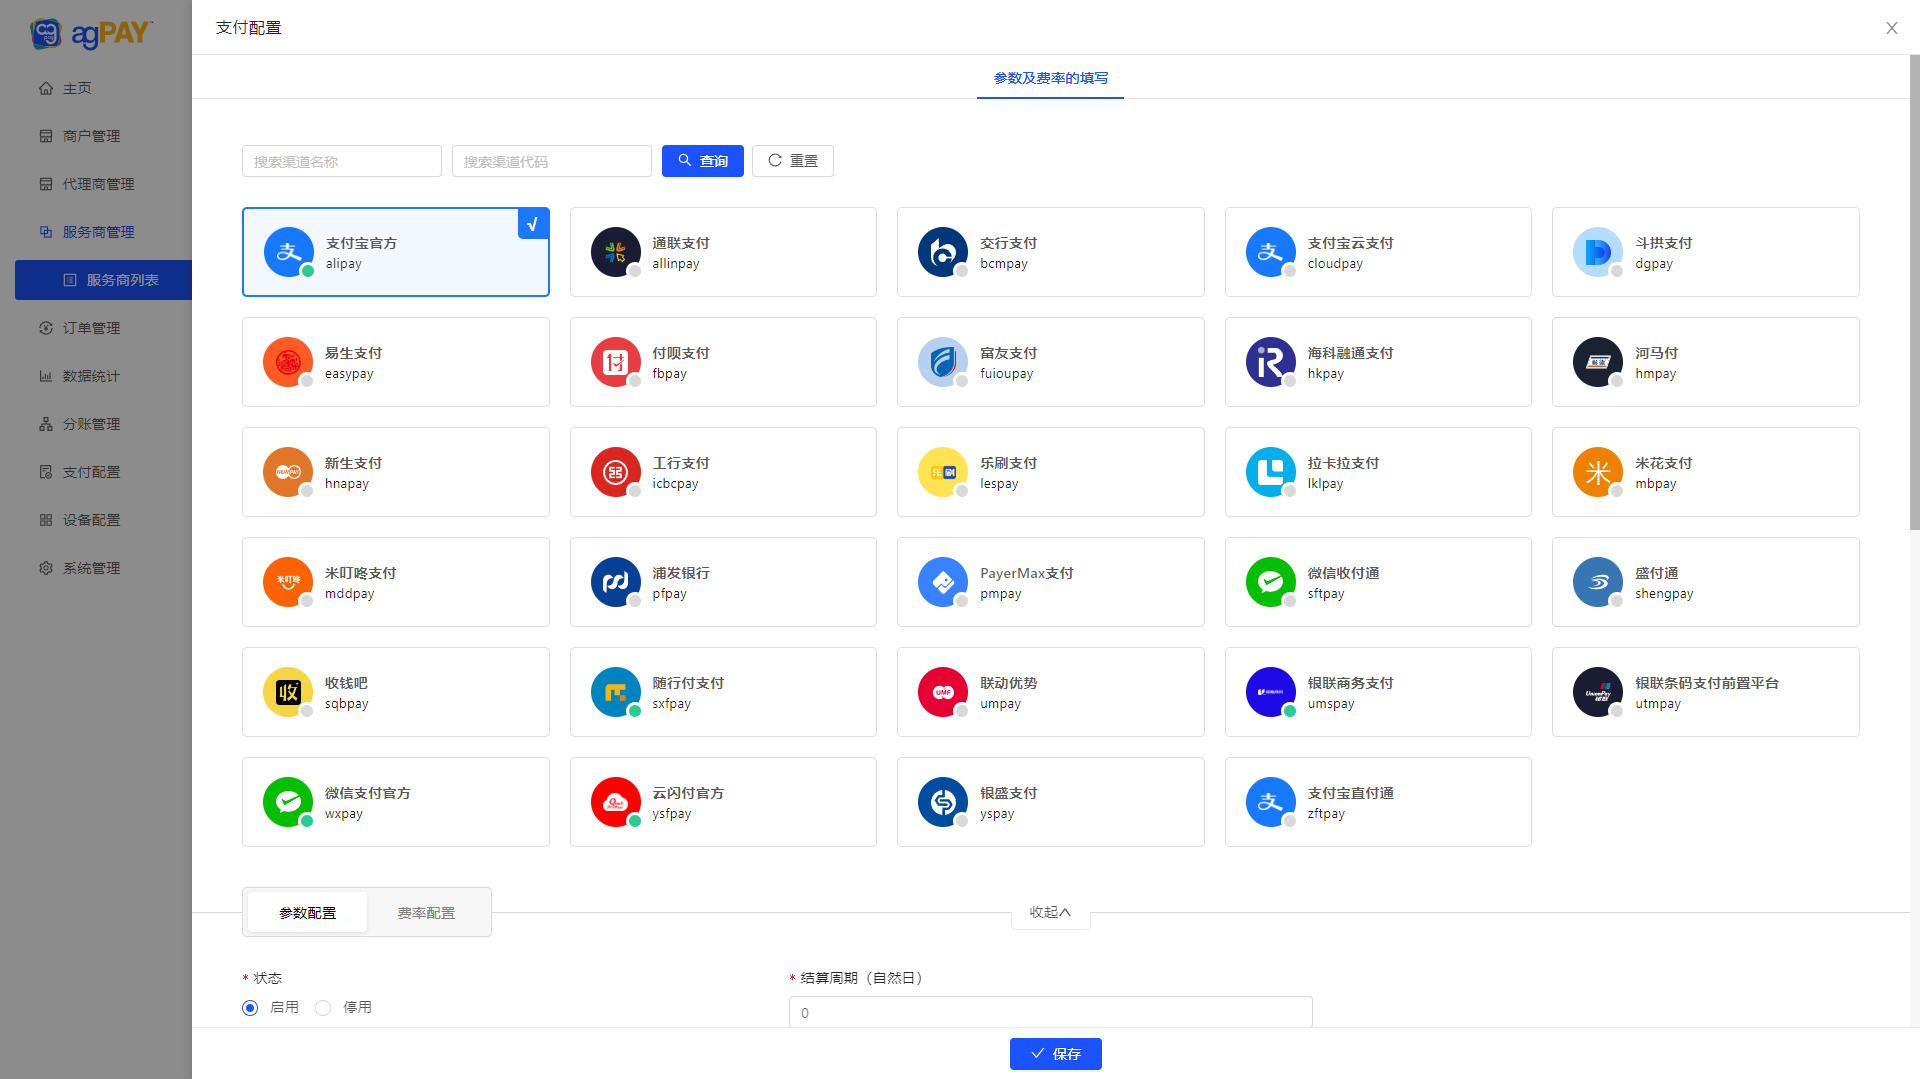 agPAY
支付配置
主页
商户管理
代理商管理
服务商管理
服务商列表
订单管理
数据统计
分账管理
支付配置
设备配置
系统管理
参数及费率的填写
搜索渠道名称
搜索渠道代码
查询
重置
支付宝官方
alipay
通联支付
allinpay
交行支付
bcmpay
支付宝云支付
cloudpay
斗拱支付
dgpay
易生支付
easypay
付呗支付
fbpay
富友支付
fuioupay
海科融通支付
hkpay
河马付
hmpay
新生支付
hnapay
工行支付
icbcpay
乐刷支付
lespay
拉卡拉支付
lklpay
米花支付
mbpay
米叮咚支付
mddpay
浦发银行
pfpay
PayerMax支付
pmpay
微信收付通
sftpay
盛付通
shengpay
收钱吧
sqbpay
随行付支付
sxfpay
联动优势
umpay
银联商务支付
umspay
银联条码支付前置平台
utmpay
微信支付官方
wxpay
云闪付官方
ysfpay
银盛支付
yspay
支付宝直付通
zftpay
参数配置
费率配置
收起
* 状态
启用
停用
* 结算周期（自然日）
0
保存